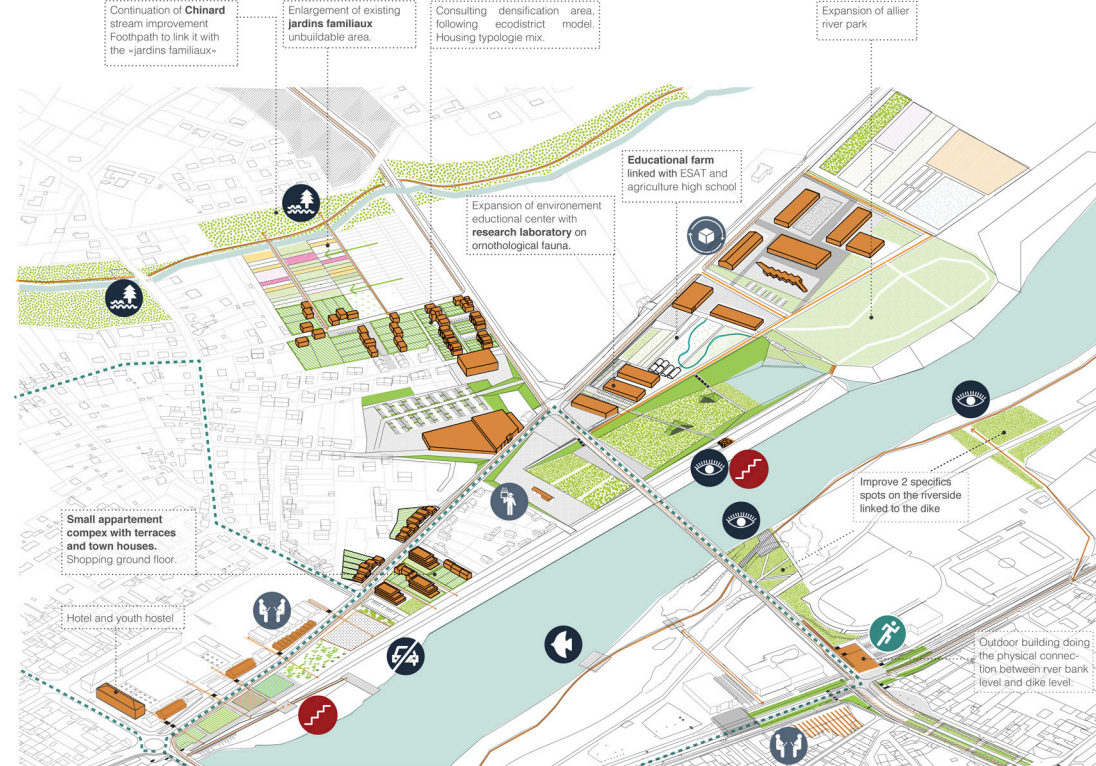 Continuation of Chinard
stream improvement
Foothpath to link it with
the «jardins familiaux»
Enlargement of existing
jardins familiaux
unbuildable area.
Consulting densification area,
following ecodistrict model.
Housing typologie mix.
Expansion of allier
river park
Educational farm
linked with ESAT and
agriculture high school
Expansion of environement
eductional center with
research laboratory on
ornothological fauna.
Improve 2 specifics
spots on the riverside
linked to the dike
Small appartement
compex with terraces
and town houses.
Shopping ground floor.
Hotel and youth hostel
Outdoor building doing
the physical connec-
tion between rver bank
level and dike level.